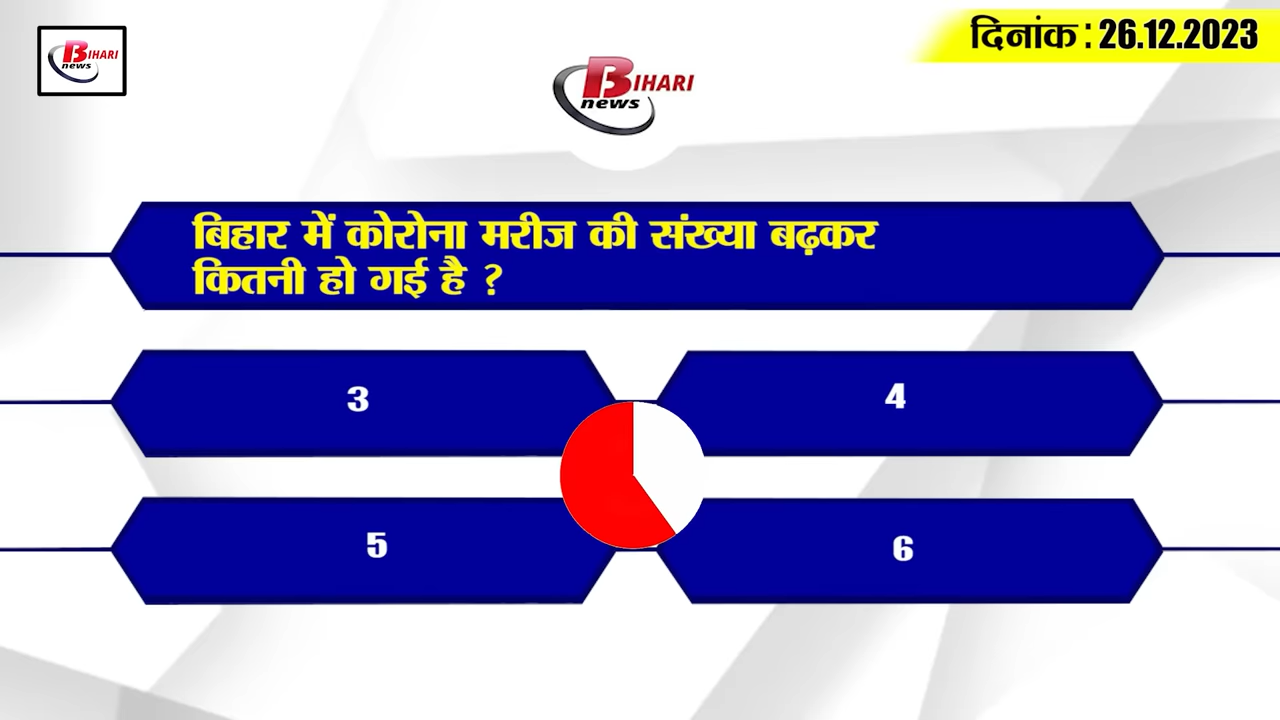 BIHARI
news
दिनांक : 26.12.2023
BIHARI
news
बिहार में कोरोना मरीज की संख्या बढ़कर
कितनी हो गई है ?
3
4
5
6